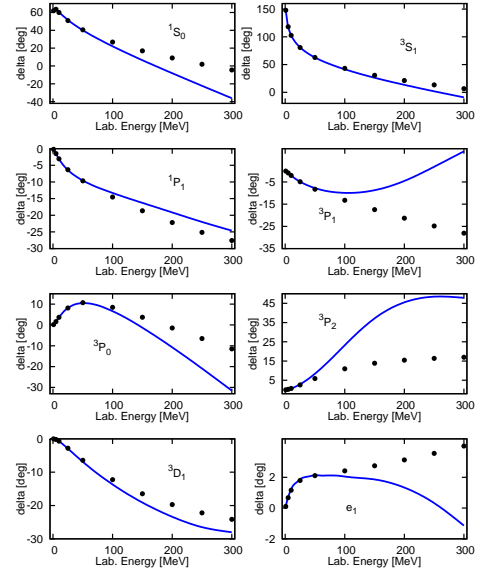 delta [deg]
60
40
20
0
-20
-40
¹S₀
0 100 200 300
Lab. Energy [MeV]
delta [deg]
150
100
50
0
³S₁
0 100 200 300
Lab. Energy [MeV]
delta [deg]
0
-5
-10
-15
-20
-25
-30
¹P₁
0 100 200 300
Lab. Energy [MeV]
delta [deg]
-5
-15
-25
-35
³P₁
0 100 200 300
Lab. Energy [MeV]
delta [deg]
20
10
0
-10
-20
-30
³P₀
0 100 200 300
Lab. Energy [MeV]
delta [deg]
45
35
25
15
5
³P₂
0 100 200 300
Lab. Energy [MeV]
delta [deg]
0
-10
-20
-30
³D₁
0 100 200 300
Lab. Energy [MeV]
delta [deg]
4
2
0
-2
e₁
0 100 200 300
Lab. Energy [MeV]